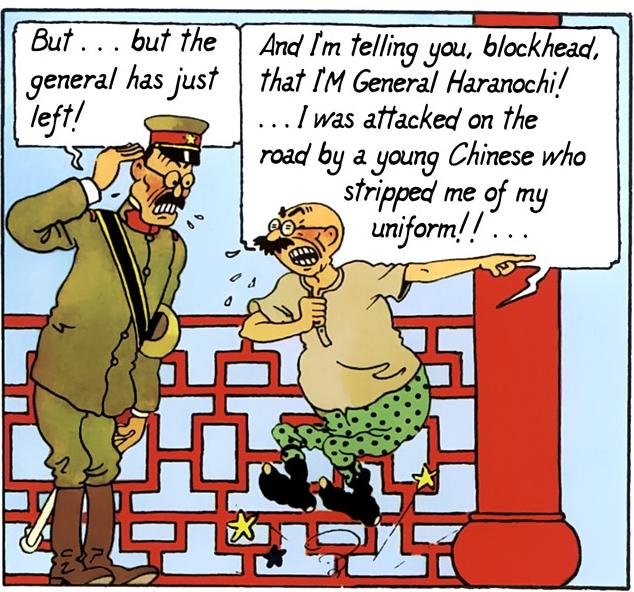 But . . . but the
general has just
left!
And I'm telling you, blockhead,
that I'M General Haranochi!
. . . I was attacked on the
road by a young Chinese who
stripped me of my
uniform!! . . .